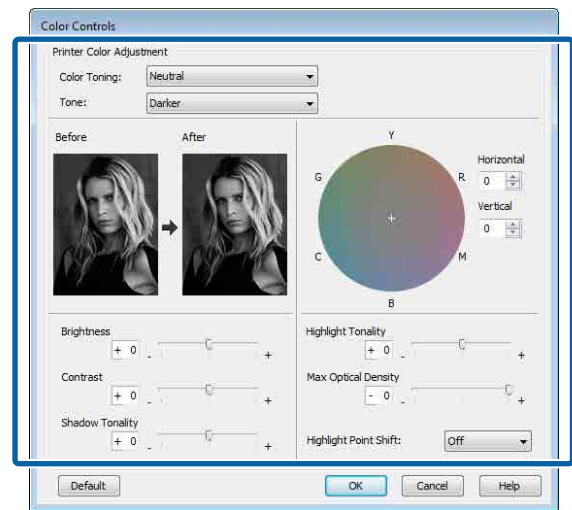 Color Controls
Printer Color Adjustment
Color Toning: Neutral
Tone: Darker
Before After
Y
G R
C M
B
Horizontal
0
Vertical
0
Brightness
+ 0 - +
Contrast
+ 0 - +
Shadow Tonality
+ 0 - +
Highlight Tonality
+ 0 - +
Max Optical Density
- 0 - +
Highlight Point Shift: Off
Default OK Cancel Help